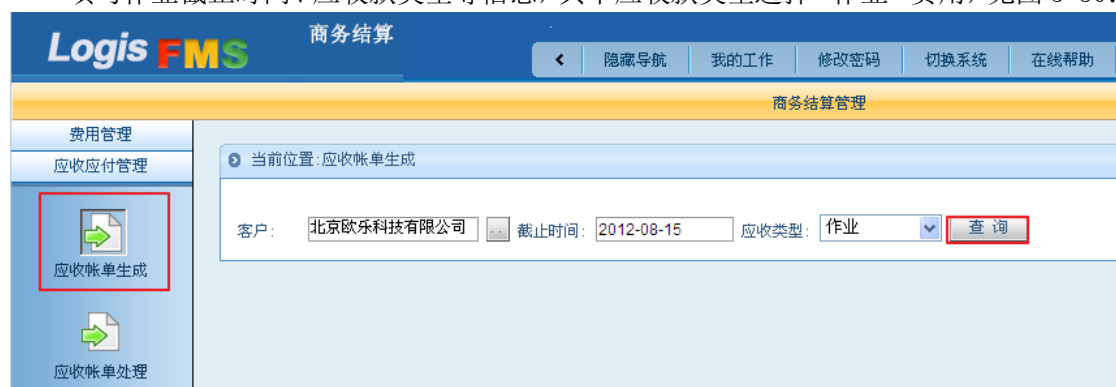 商务结算
Logis FMS
隐藏导航 我的工作 修改密码 切换系统 在线帮助
商务结算管理
费用管理
应收应付管理
当前位置:应收帐单生成
客户: 北京欧乐科技有限公司 .. 截止时间: 2012-08-15 应收类型: 作业 查 询
应收帐单生成
应收帐单处理